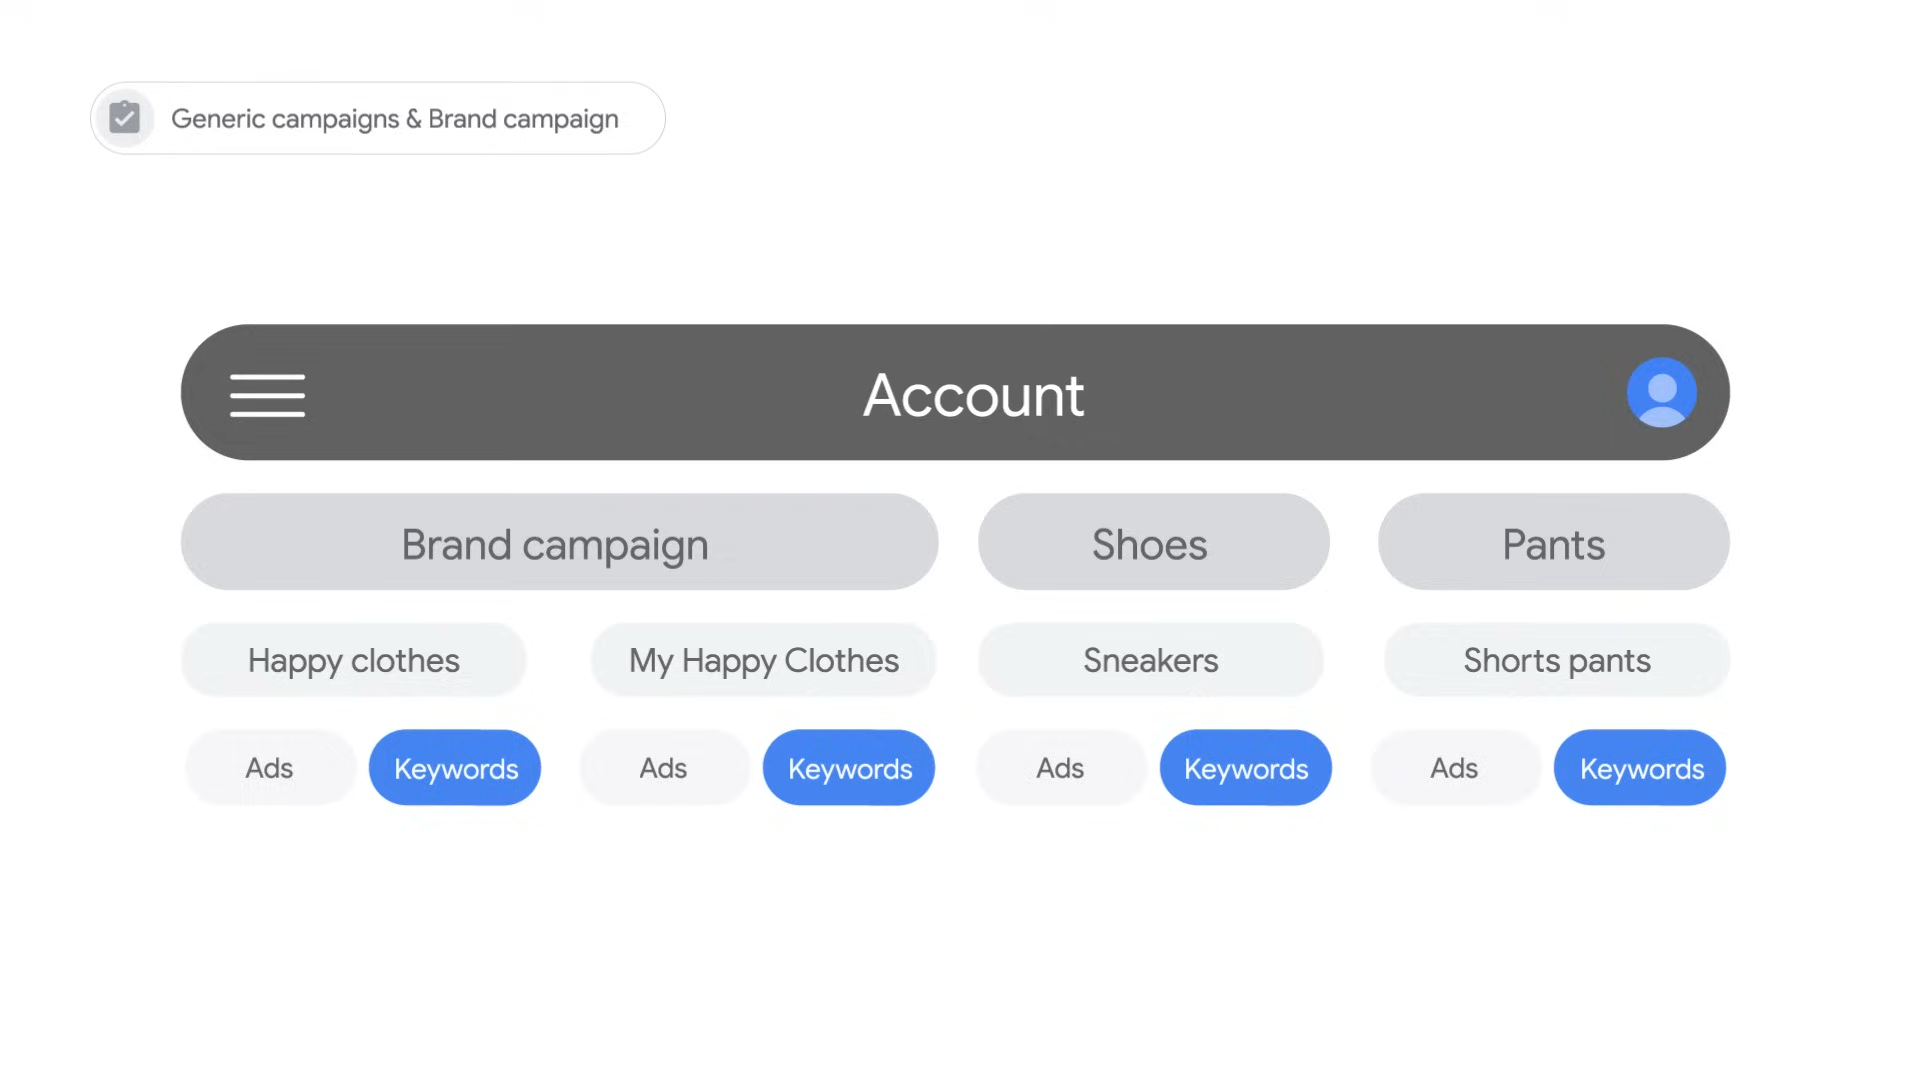 Generic campaigns & Brand campaign
Account
Brand campaign
Shoes
Pants
Happy clothes
My Happy Clothes
Sneakers
Shorts pants
Ads
Keywords
Ads
Keywords
Ads
Keywords
Ads
Keywords